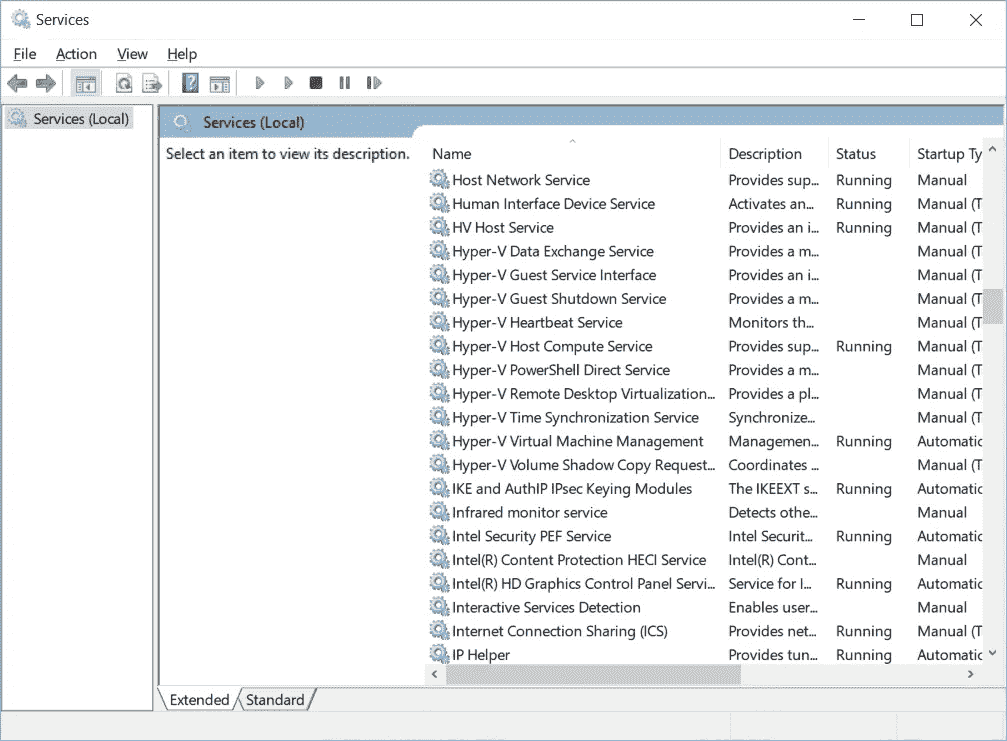 Services
File Action View Help
Services (Local)
Services (Local)
Select an item to view its description.
Name Description Status Startup Ty
Host Network Service Provides sup... Running Manual
Human Interface Device Service Activates an... Running Manual (T
HV Host Service Provides an i... Running Manual (T
Hyper-V Data Exchange Service Provides a m... Manual (T
Hyper-V Guest Service Interface Provides an i... Manual (T
Hyper-V Guest Shutdown Service Provides a m... Manual (T
Hyper-V Heartbeat Service Monitors th... Manual (T
Hyper-V Host Compute Service Provides sup... Running Manual (T
Hyper-V PowerShell Direct Service Provides a m... Manual (T
Hyper-V Remote Desktop Virtualization... Provides a pl... Manual (T
Hyper-V Time Synchronization Service Synchronize... Manual (T
Hyper-V Virtual Machine Management Managemen... Running Automatic
Hyper-V Volume Shadow Copy Request... Coordinates ... Manual (T
IKE and AuthIP IPsec Keying Modules The IKEEXT s... Running Automatic
Infrared monitor service Detects othe... Manual
Intel Security PEF Service Intel Securit... Running Automatic
Intel(R) Content Protection HECI Service Intel(R) Cont... Manual
Intel(R) HD Graphics Control Panel Servi... Service for I... Running Automatic
Interactive Services Detection Enables user... Manual
Internet Connection Sharing (ICS) Provides net... Running Manual (T
IP Helper Provides tun... Running Automatic
Extended Standard